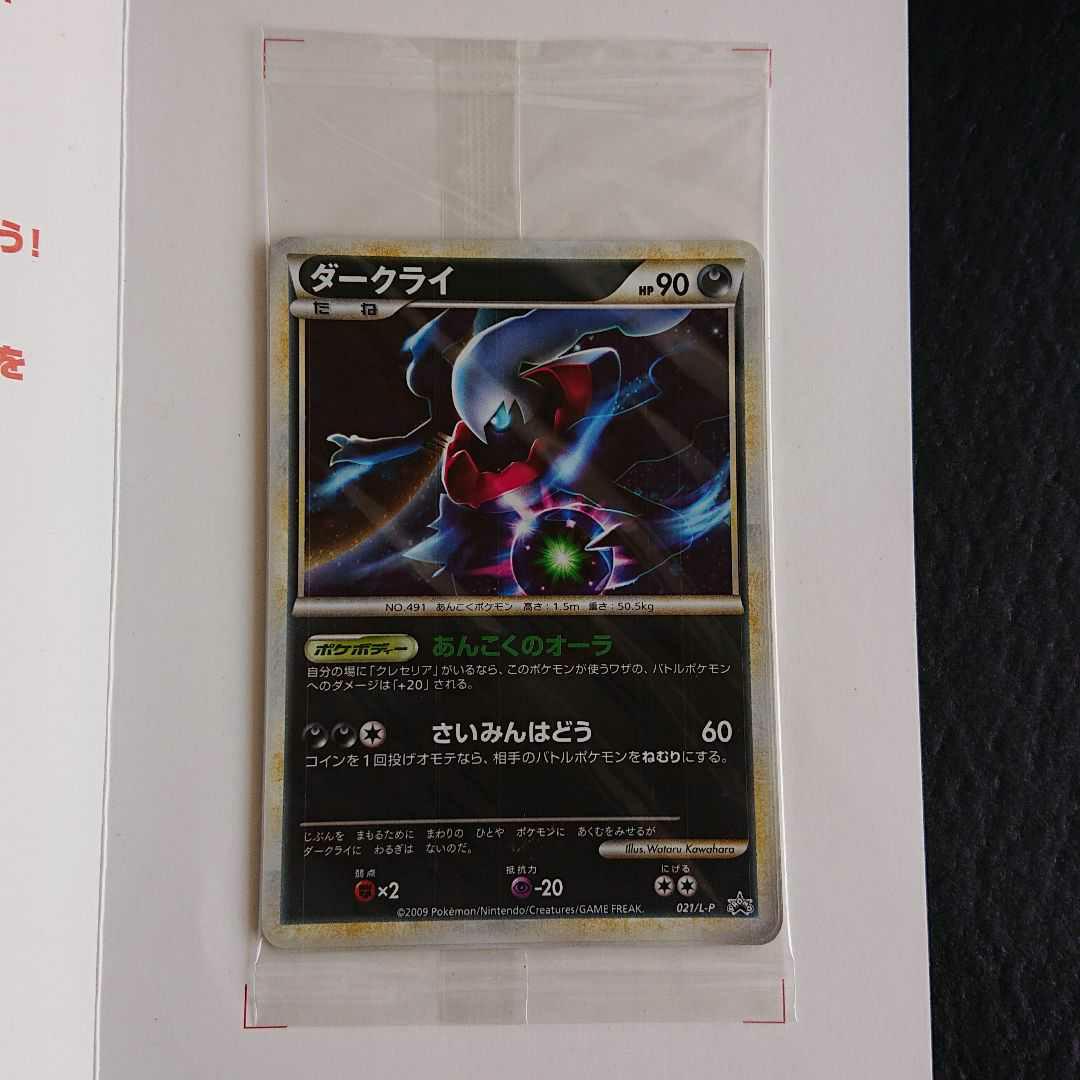 う!
を
ダークライ
HP 90
たね
NO.491 あんこくポケモン 高さ:1.5m 重さ:50.5kg
ポケボディー あんこくのオーラ
自分の場に「クレセリア」がいるなら、このポケモンが使うワザの、バトルポケモン
へのダメージは「+20」される。
さいみんはどう 60
コインを1回投げオモテなら、相手のバトルポケモンをねむりにする。
じぶんを まもるために まわりの ひとや ポケモンに あくむをみせるが
ダークライに わるぎは ないのだ。
Illus. Wataru Kawahara
弱点 抵抗力 にげる
×2 -20
©2009 Pokémon/Nintendo/Creatures/GAME FREAK. 021/L-P